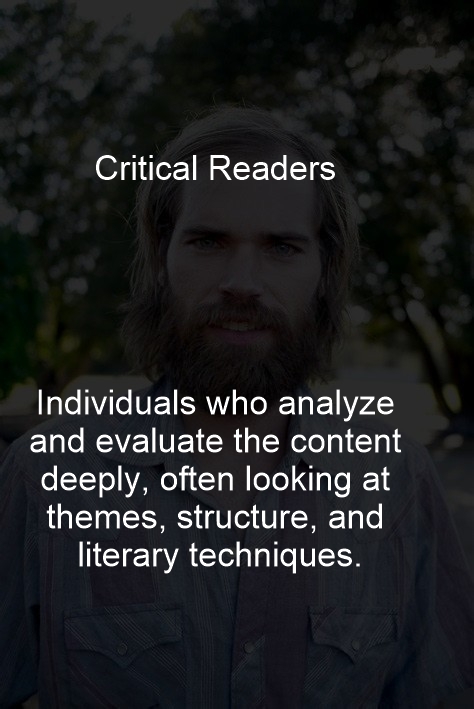 Critical Readers
Individuals who analyze
and evaluate the content
deeply, often looking at
themes, structure, and
literary techniques.